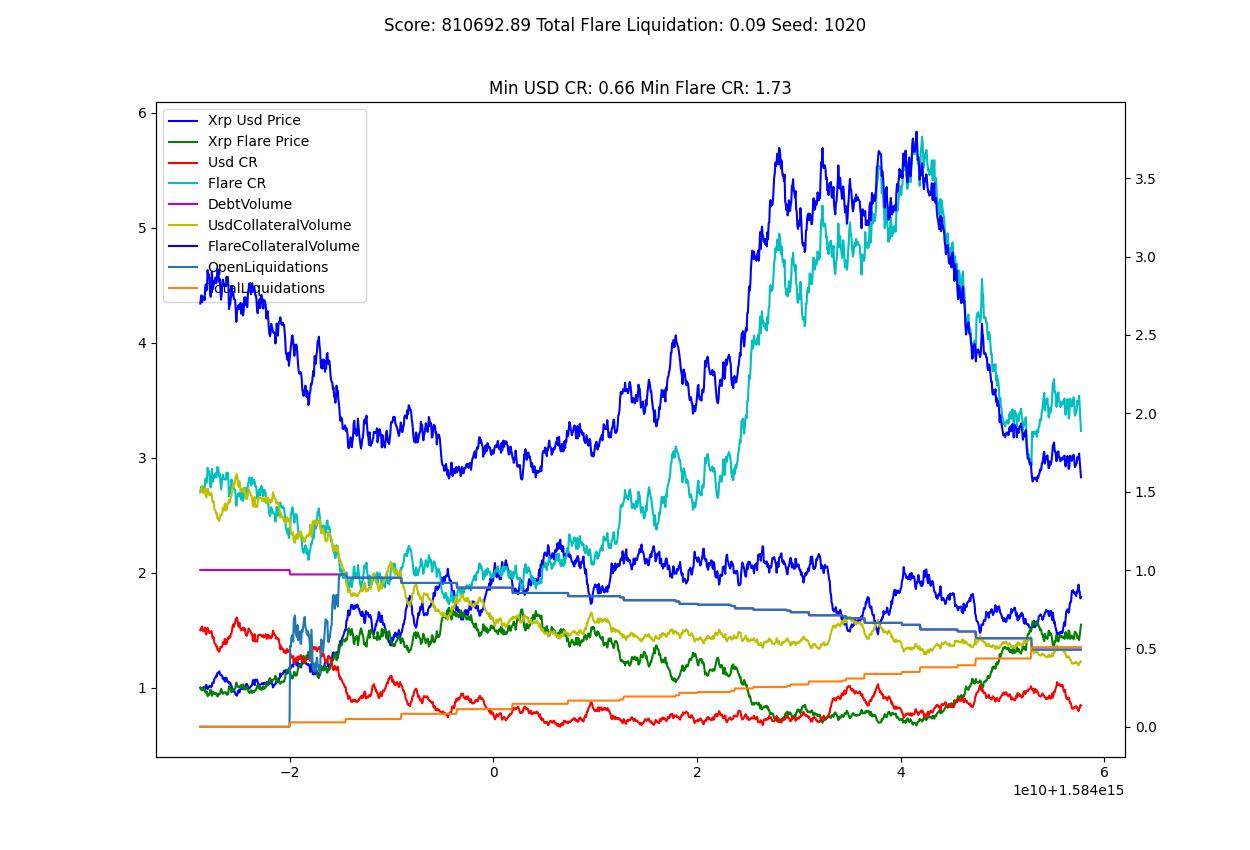 Score: 810692.89 Total Flare Liquidation: 0.09 Seed: 1020
Min USD CR: 0.66 Min Flare CR: 1.73
Xrp Usd Price
Xrp Flare Price
Usd CR
Flare CR
DebtVolume
UsdCollateralVolume
FlareCollateralVolume
OpenLiquidations
TotalLiquidations
6
5
4
3
2
1
3.5
3.0
2.5
2.0
1.5
1.0
0.5
0.0
−2
0
2
4
6
1e10+1.584e15